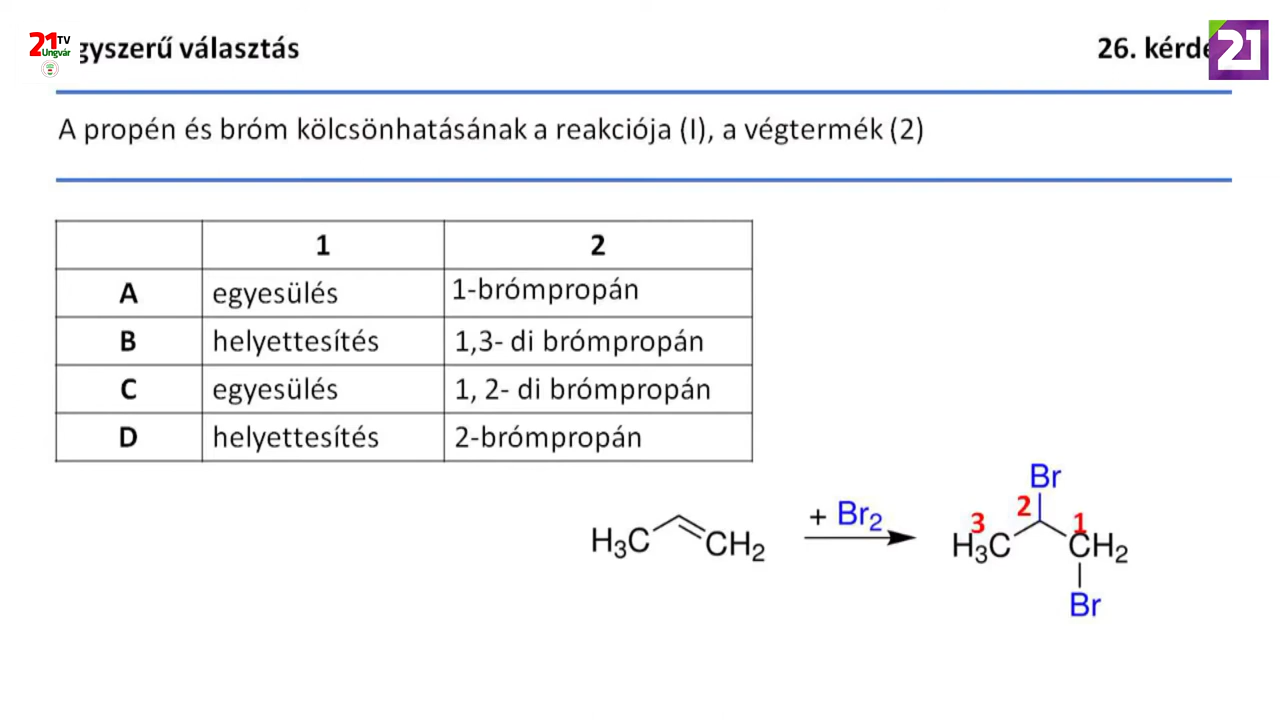 21 TV
Ungvár
gyszerű választás
26. kérdé
21
A propén és bróm kölcsönhatásának a reakciója (I), a végtermék (2)
1 2
A egyesülés 1-brómpropán
B helyettesítés 1,3- di brómpropán
C egyesülés 1, 2- di brómpropán
D helyettesítés 2-brómpropán
Br
+ Br2
3 2 1
H3C CH2 H3C CH2
Br